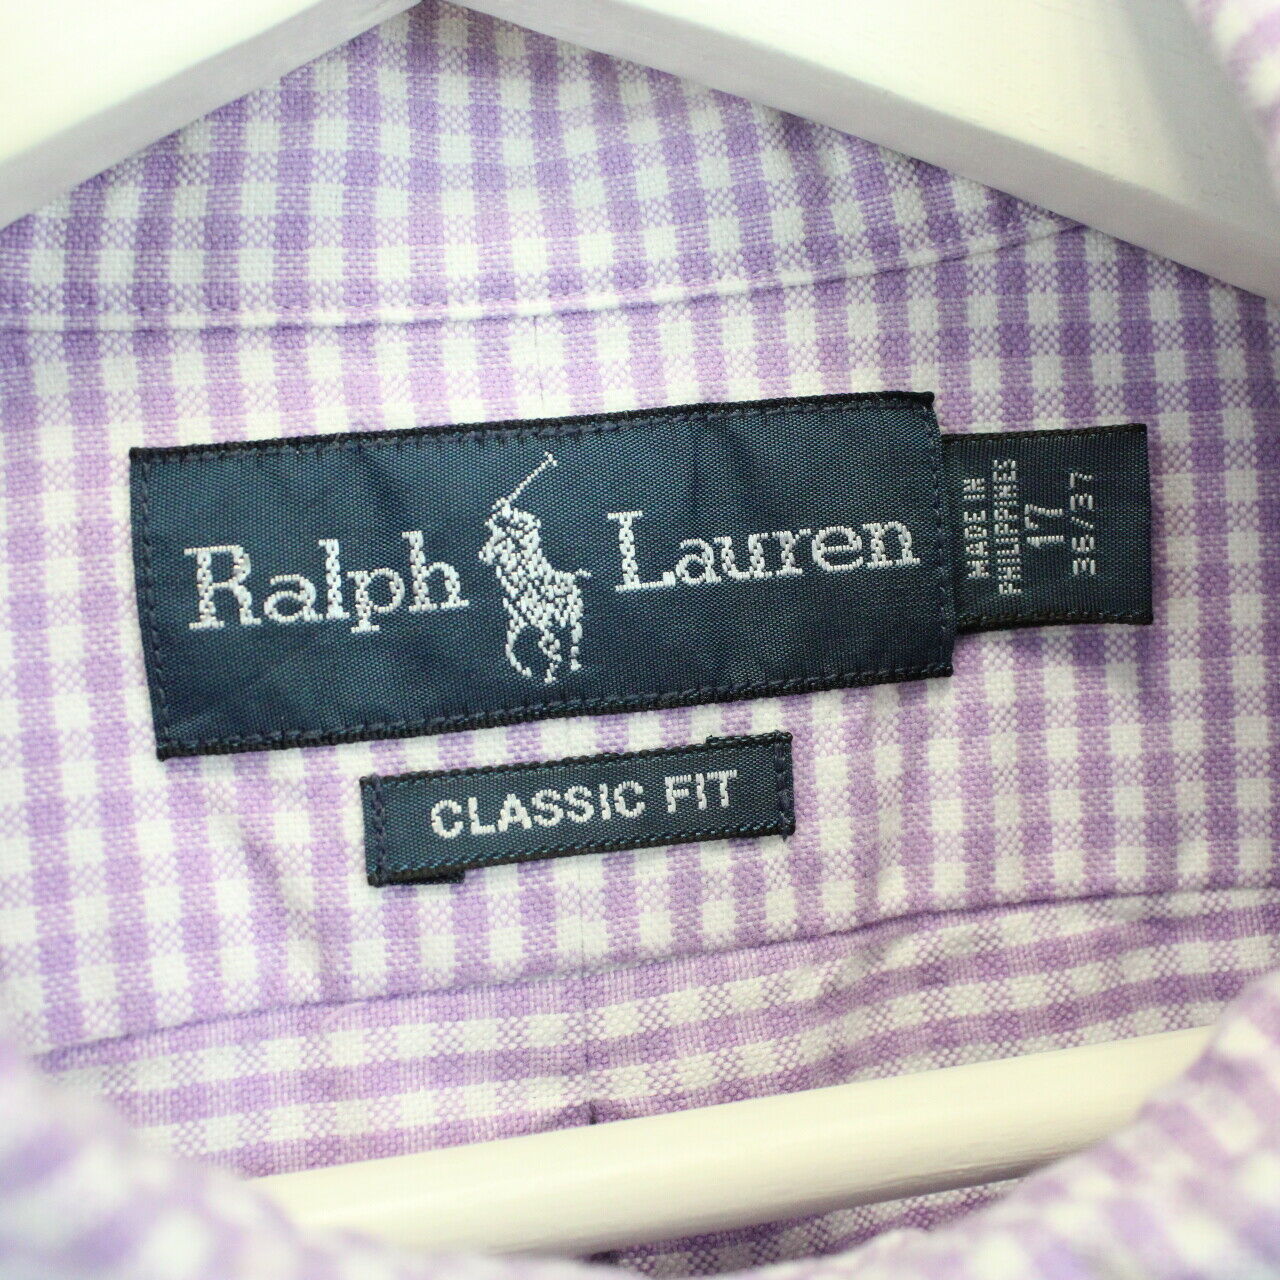 Ralph Lauren
MADE IN
PHILIPPINES
17
36/37
CLASSIC FIT